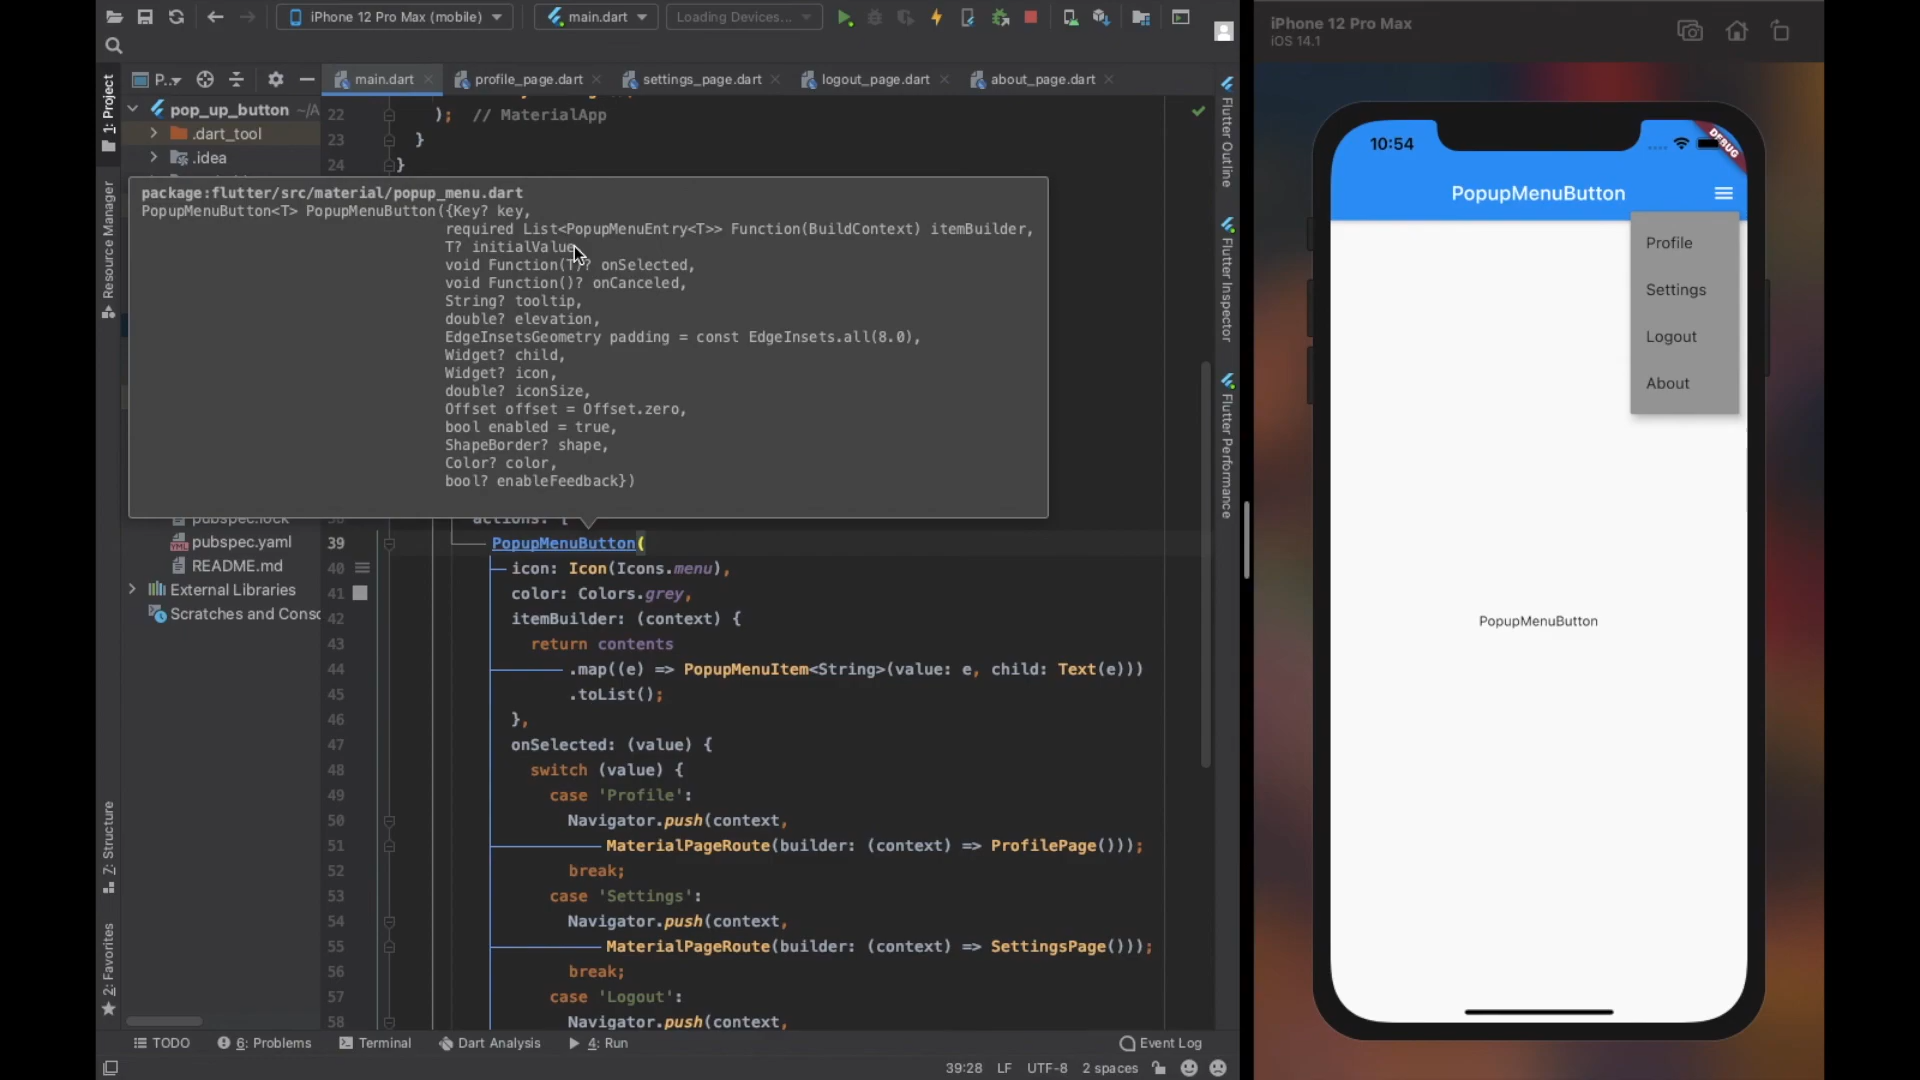 iPhone 12 Pro Max (mobile)
main.dart
Loading Devices...
P..
main.dart
profile_page.dart
settings_page.dart
logout_page.dart
about_page.dart
1: Project
Resource Manager
Z: Structure
2: Favorites
pop_up_button ~/A
.dart_tool
.idea
pubspec.lock
pubspec.yaml
README.md
External Libraries
Scratches and Consc
22 ); // MaterialApp
23 }
24 }
package:flutter/src/material/popup_menu.dart
PopupMenuButton<T> PopupMenuButton({Key? key,
required List<PopupMenuEntry<T>> Function(BuildContext) itemBuilder,
T? initialValue,
void Function(T)? onSelected,
void Function()? onCanceled,
String? tooltip,
double? elevation,
EdgeInsetsGeometry padding = const EdgeInsets.all(8.0),
Widget? child,
Widget? icon,
double? iconSize,
Offset offset = Offset.zero,
bool enabled = true,
ShapeBorder? shape,
Color? color,
bool? enableFeedback})
38 actions: [
39 PopupMenuButton(
40 icon: Icon(Icons.menu),
41 color: Colors.grey,
42 itemBuilder: (context) {
43 return contents
44 .map((e) => PopupMenuItem<String>(value: e, child: Text(e)))
45 .toList();
46 },
47 onSelected: (value) {
48 switch (value) {
49 case 'Profile':
50 Navigator.push(context,
51 MaterialPageRoute(builder: (context) => ProfilePage()));
52 break;
53 case 'Settings':
54 Navigator.push(context,
55 MaterialPageRoute(builder: (context) => SettingsPage()));
56 break;
57 case 'Logout':
58 Navigator.push(context,
Flutter Outline
Flutter Inspector
Flutter Performance
TODO
6: Problems
Terminal
Dart Analysis
4: Run
Event Log
39:28 LF UTF-8 2 spaces
iPhone 12 Pro Max
iOS 14.1
10:54
DEBUG
PopupMenuButton
Profile
Settings
Logout
About
PopupMenuButton